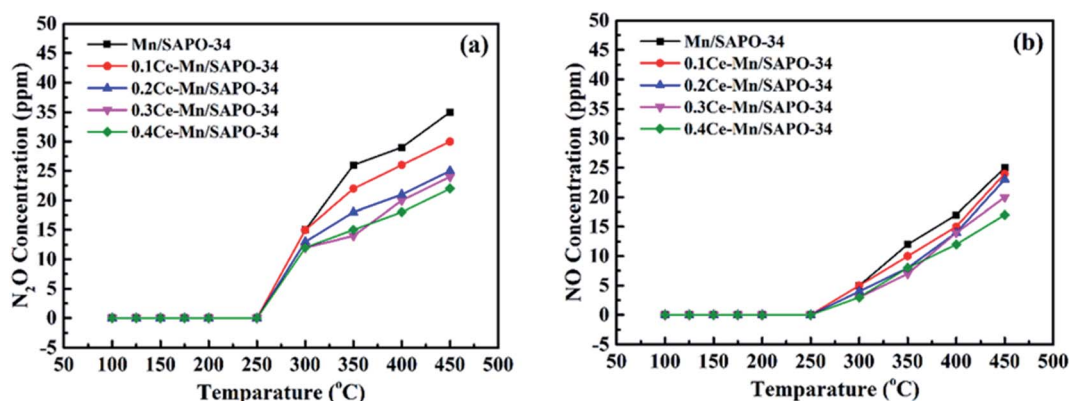 (a)
Mn/SAPO-34
0.1Ce-Mn/SAPO-34
0.2Ce-Mn/SAPO-34
0.3Ce-Mn/SAPO-34
0.4Ce-Mn/SAPO-34
N2O Concentration (ppm)
50
45
40
35
30
25
20
15
10
5
0
-5
50 100 150 200 250 300 350 400 450 500
Temparature (°C)
(b)
Mn/SAPO-34
0.1Ce-Mn/SAPO-34
0.2Ce-Mn/SAPO-34
0.3Ce-Mn/SAPO-34
0.4Ce-Mn/SAPO-34
NO Concentration (ppm)
50
45
40
35
30
25
20
15
10
5
0
-5
50 100 150 200 250 300 350 400 450 500
Temparature (°C)